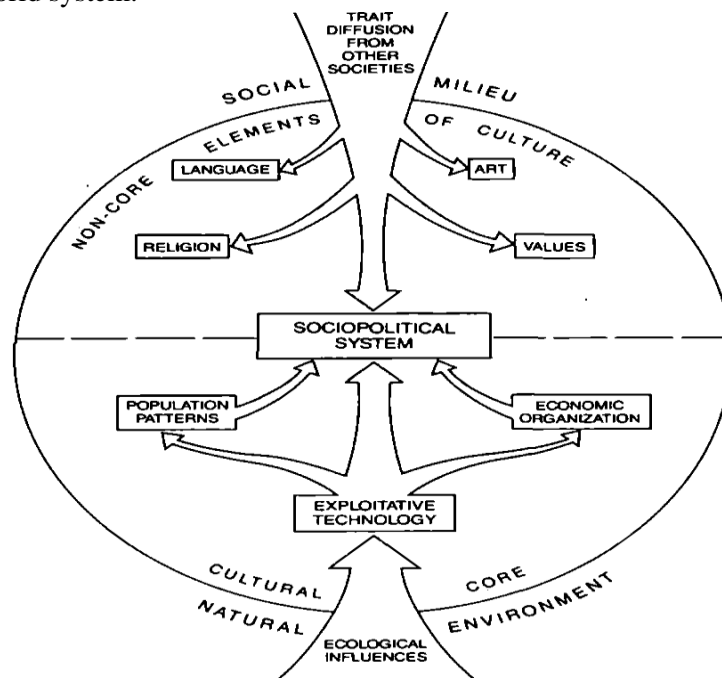 system.
TRAIT
DIFFUSION
FROM
OTHER
SOCIETIES
SOCIAL MILIEU
NON-CORE ELEMENTS OF CULTURE
LANGUAGE
ART
RELIGION
VALUES
SOCIOPOLITICAL
SYSTEM
POPULATION
PATTERNS
ECONOMIC
ORGANIZATION
EXPLOITATIVE
TECHNOLOGY
CULTURAL CORE
NATURAL ENVIRONMENT
ECOLOGICAL
INFLUENCES